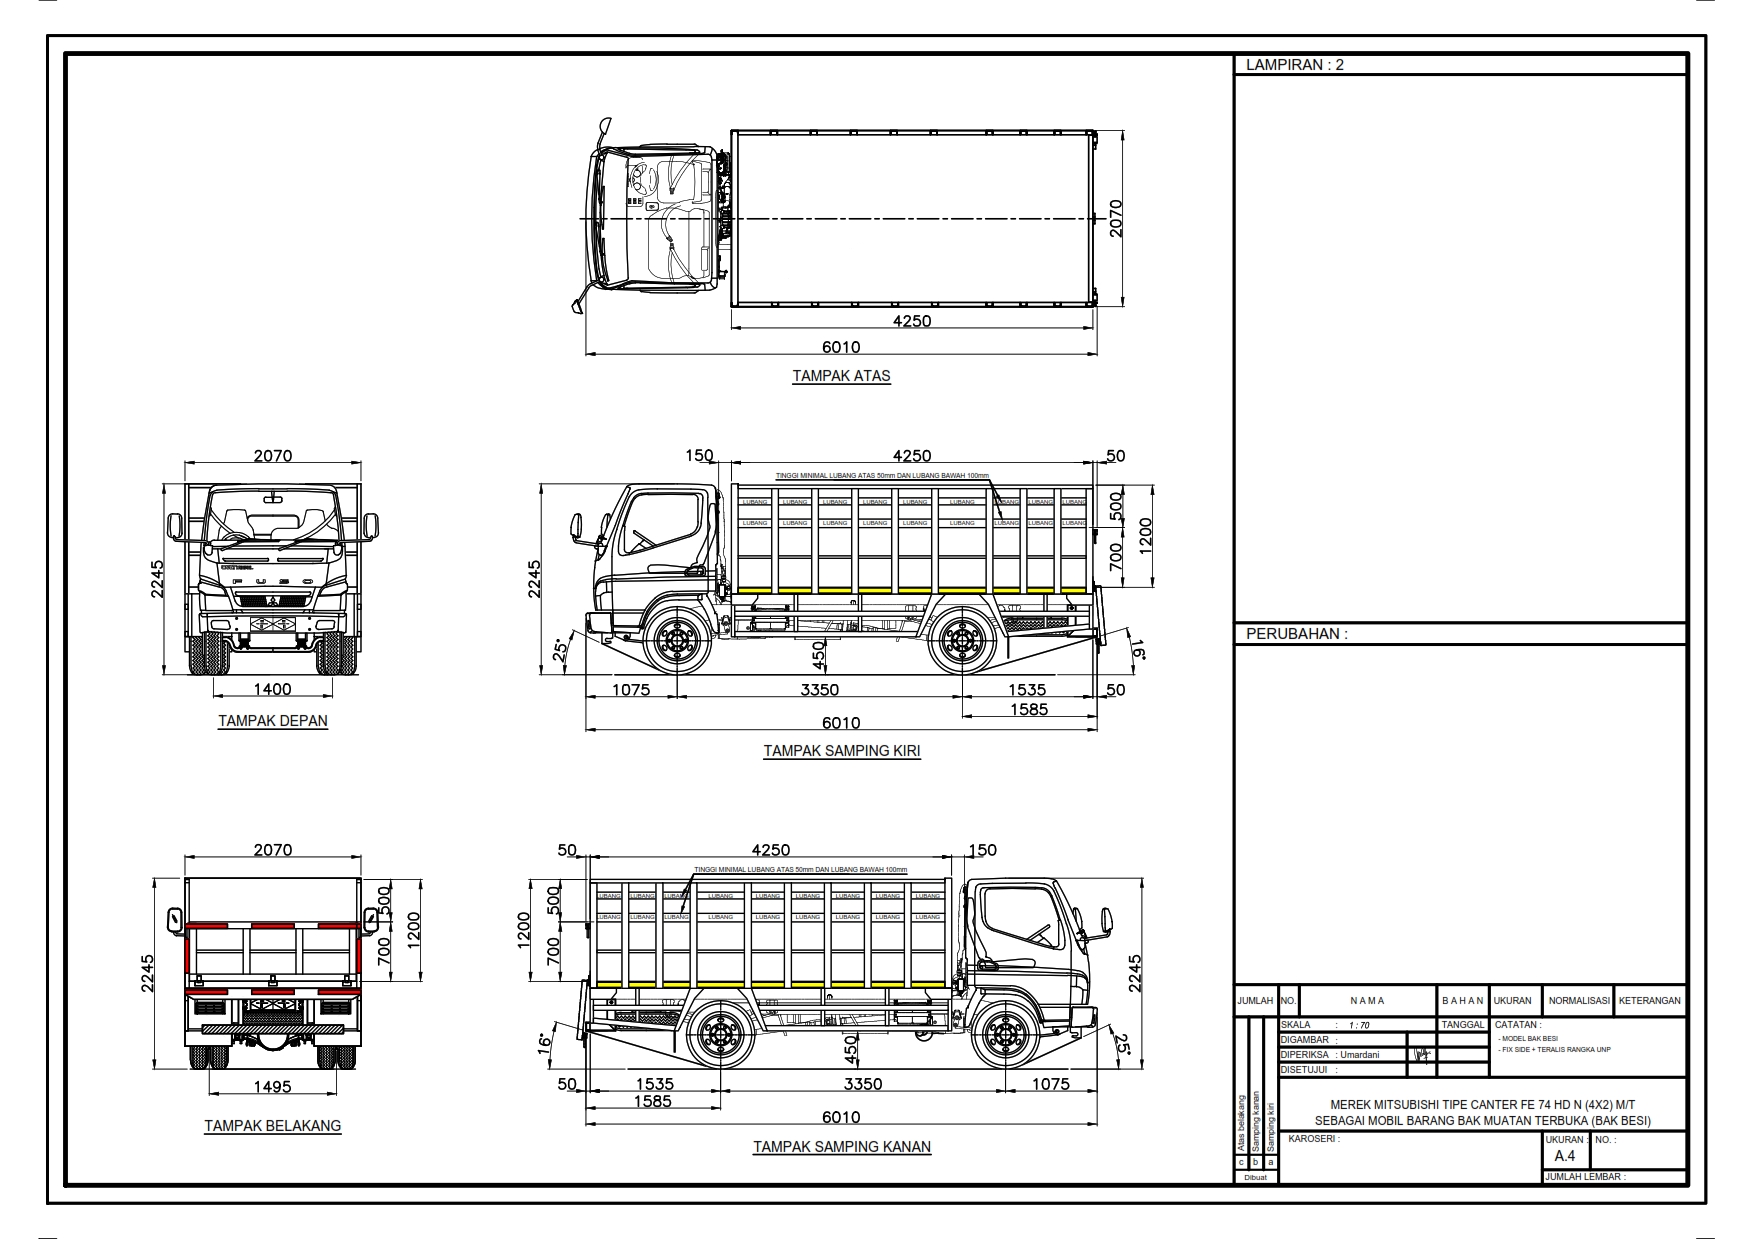 LAMPIRAN : 2
2070
4250
6010
TAMPAK ATAS
2070
2245
FUSO
1400
TAMPAK DEPAN
150
4250
50
TINGGI MINIMAL LUBANG ATAS 50mm DAN LUBANG BAWAH 100mm
LUBANG LUBANG LUBANG LUBANG LUBANG LUBANG LUBANG LUBANG LUBANG
LUBANG LUBANG LUBANG LUBANG LUBANG LUBANG LUBANG LUBANG LUBANG
500
700
1200
2245
25°
450
16°
1075
3350
1535
50
1585
6010
TAMPAK SAMPING KIRI
PERUBAHAN :
2070
500
700
1200
2245
1495
TAMPAK BELAKANG
50
4250
150
TINGGI MINIMAL LUBANG ATAS 50mm DAN LUBANG BAWAH 100mm
LUBANG LUBANG LUBANG LUBANG LUBANG LUBANG LUBANG LUBANG LUBANG
LUBANG LUBANG LUBANG LUBANG LUBANG LUBANG LUBANG LUBANG LUBANG
1200
500
700
2245
16°
450
25°
50
1535
3350
1075
1585
6010
TAMPAK SAMPING KANAN
JUMLAH NO. N A M A B A H A N UKURAN NORMALISASI KETERANGAN
SKALA : 1 : 70 TANGGAL CATATAN :
DIGAMBAR :
- MODEL BAK BESI
DIPERIKSA : Umardani
- FIX SIDE + TERALIS RANGKA UNP
DISETUJUI :
MEREK MITSUBISHI TIPE CANTER FE 74 HD N (4X2) M/T
SEBAGAI MOBIL BARANG BAK MUATAN TERBUKA (BAK BESI)
KAROSERI :
UKURAN : NO. :
A.4
JUMLAH LEMBAR :
Atas belakang
Samping kanan
Samping kiri
c b a
Dibuat